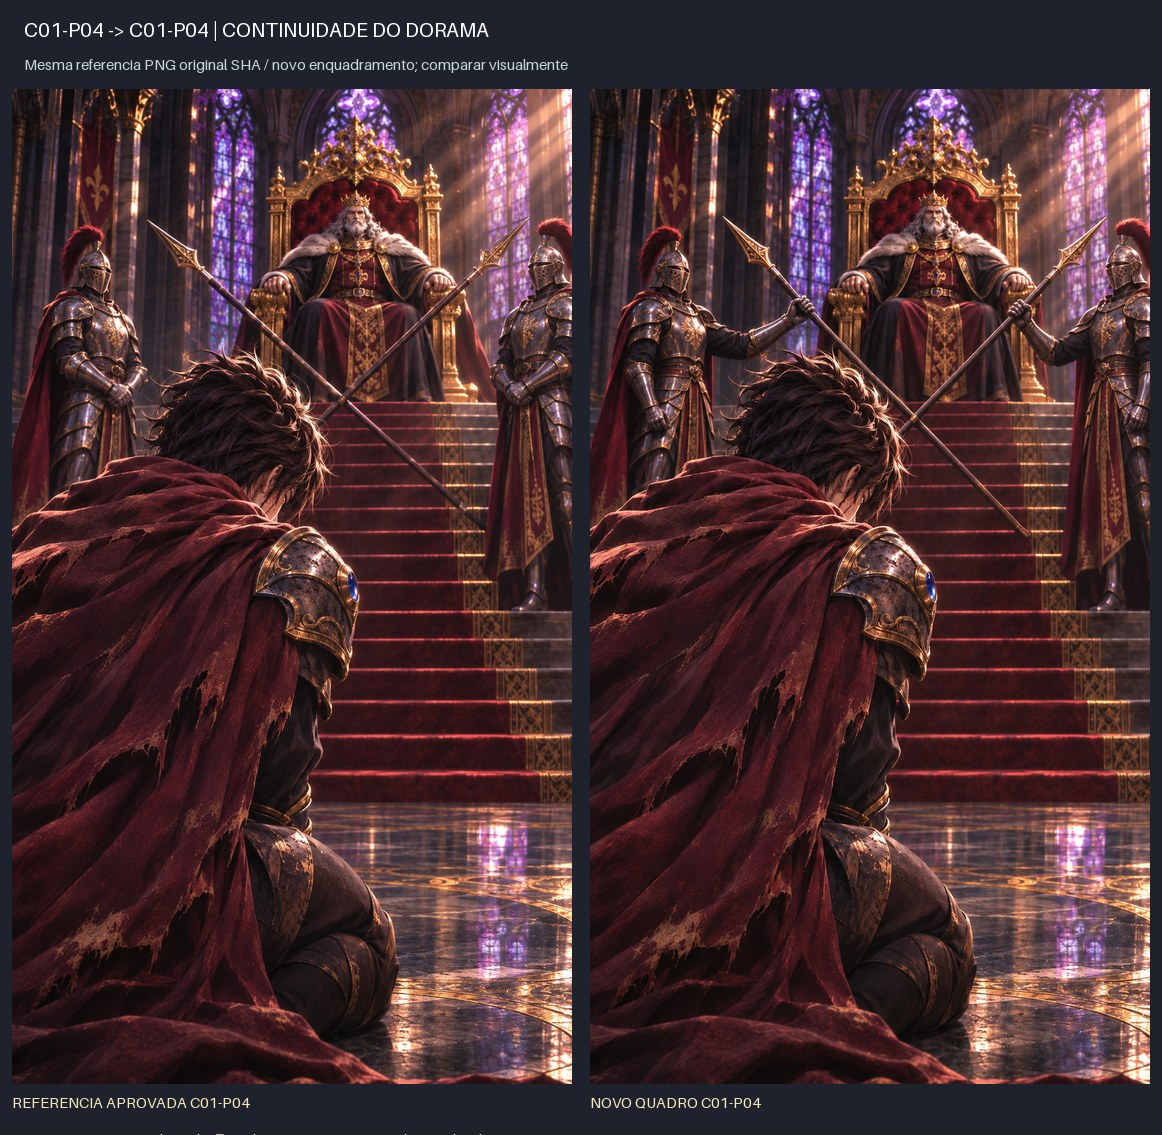 C01-P04 -> C01-P04 | CONTINUIDADE DO DORAMA
Mesma referencia PNG original SHA / novo enquadramento; comparar visualmente
REFERENCIA APROVADA C01-P04
NOVO QUADRO C01-P04